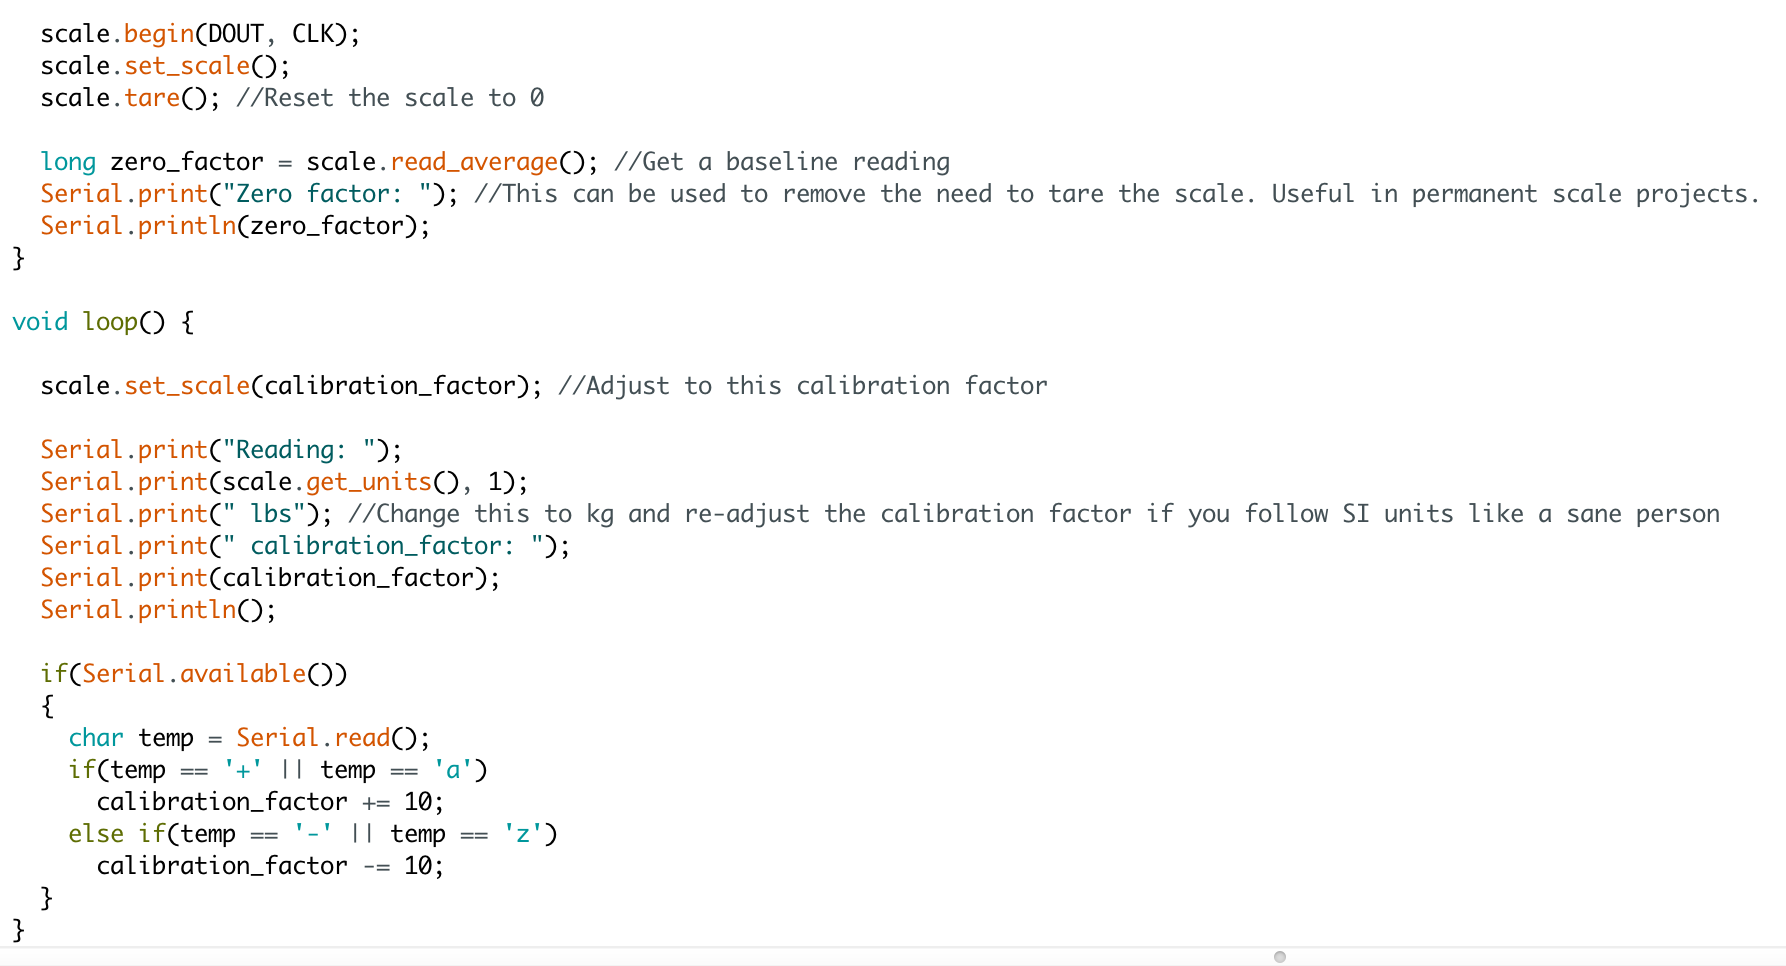 scale.begin(DOUT, CLK);
scale.set_scale();
scale.tare(); //Reset the scale to 0
long zero_factor = scale.read_average(); //Get a baseline reading
Serial.print("Zero factor: "); //This can be used to remove the need to tare the scale. Useful in permanent scale projects.
Serial.println(zero_factor);
}
void loop() {
scale.set_scale(calibration_factor); //Adjust to this calibration factor
Serial.print("Reading: ");
Serial.print(scale.get_units(), 1);
Serial.print(" lbs"); //Change this to kg and re-adjust the calibration factor if you follow SI units like a sane person
Serial.print(" calibration_factor: ");
Serial.print(calibration_factor);
Serial.println();
if(Serial.available())
{
char temp = Serial.read();
if(temp == '+' || temp == 'a')
calibration_factor += 10;
else if(temp == '-' || temp == 'z')
calibration_factor -= 10;
}
}